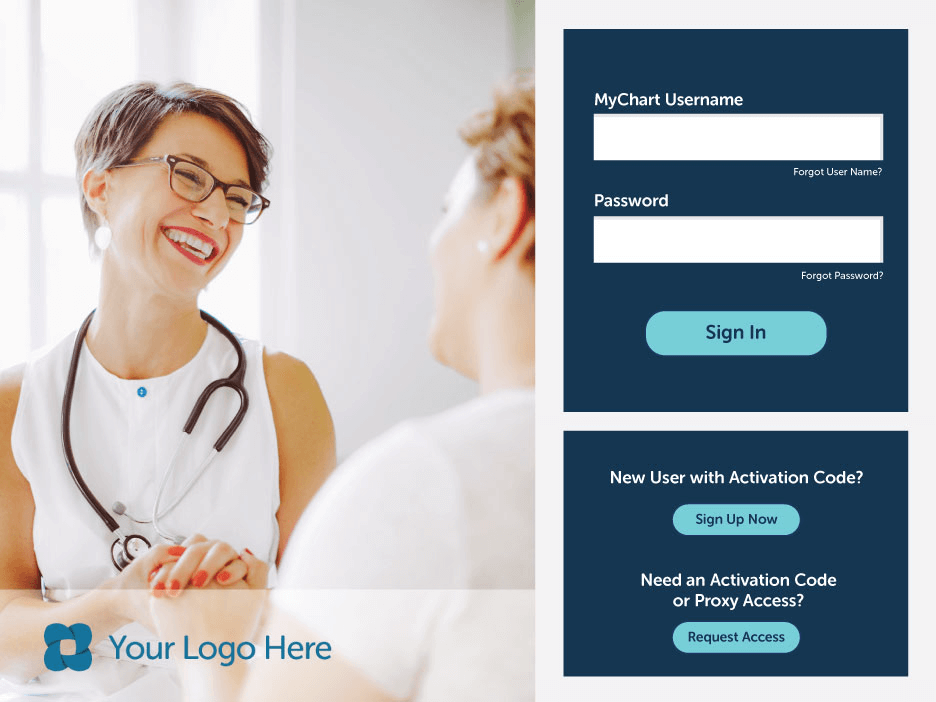 MyChart Username
Forgot User Name?
Password
Forgot Password?
Sign In
New User with Activation Code?
Sign Up Now
Need an Activation Code
or Proxy Access?
Request Access
Your Logo Here